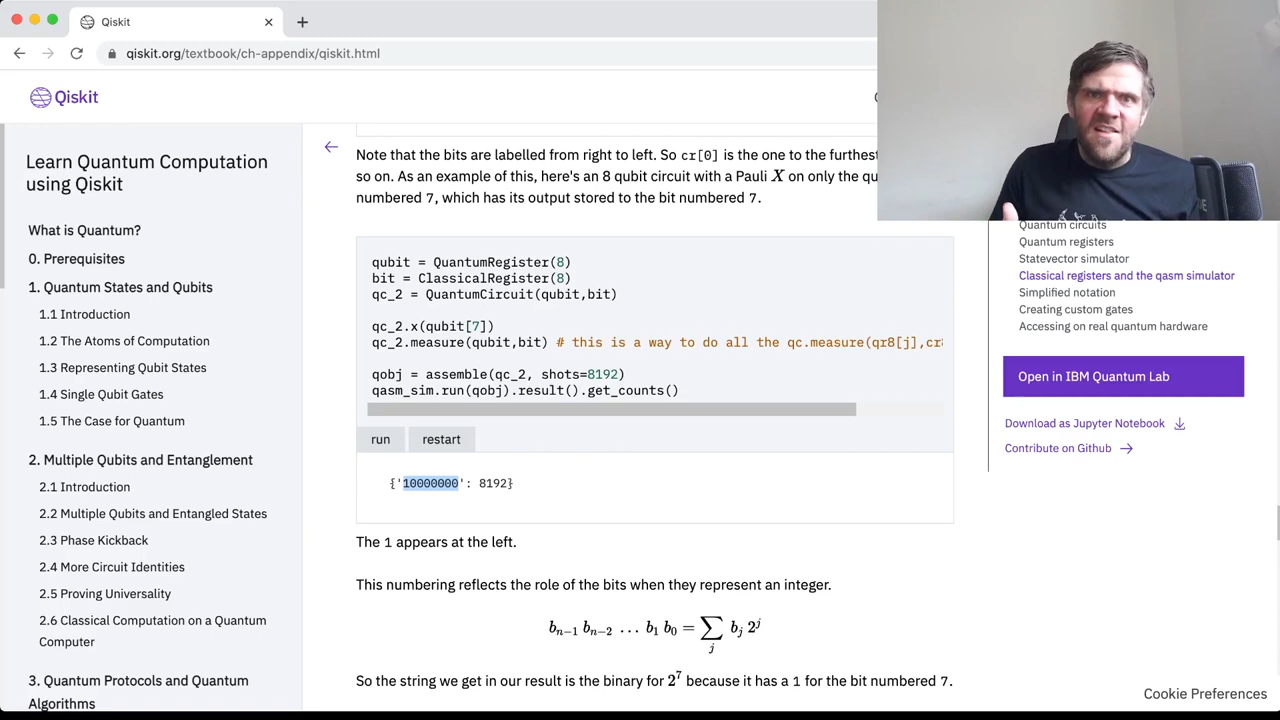 Qiskit
qiskit.org/textbook/ch-appendix/qiskit.html
Qiskit
Learn Quantum Computation
using Qiskit
What is Quantum?
0. Prerequisites
1. Quantum States and Qubits
1.1 Introduction
1.2 The Atoms of Computation
1.3 Representing Qubit States
1.4 Single Qubit Gates
1.5 The Case for Quantum
2. Multiple Qubits and Entanglement
2.1 Introduction
2.2 Multiple Qubits and Entangled States
2.3 Phase Kickback
2.4 More Circuit Identities
2.5 Proving Universality
2.6 Classical Computation on a Quantum
Computer
3. Quantum Protocols and Quantum
Algorithms
Note that the bits are labelled from right to left. So cr[0] is the one to the furthest
so on. As an example of this, here's an 8 qubit circuit with a Pauli X on only the qu
numbered 7, which has its output stored to the bit numbered 7.
qubit = QuantumRegister(8)
bit = ClassicalRegister(8)
qc_2 = QuantumCircuit(qubit,bit)
qc_2.x(qubit[7])
qc_2.measure(qubit,bit) # this is a way to do all the qc.measure(qr8[j],cr8
qobj = assemble(qc_2, shots=8192)
qasm_sim.run(qobj).result().get_counts()
run restart
{'10000000': 8192}
The 1 appears at the left.
This numbering reflects the role of the bits when they represent an integer.
b_{n−1} b_{n−2} … b_1 b_0 = ∑_j b_j 2^j
So the string we get in our result is the binary for 2^7 because it has a 1 for the bit numbered 7.
Quantum circuits
Quantum registers
Statevector simulator
Classical registers and the qasm simulator
Simplified notation
Creating custom gates
Accessing on real quantum hardware
Open in IBM Quantum Lab
Download as Jupyter Notebook
Contribute on Github
Cookie Preferences